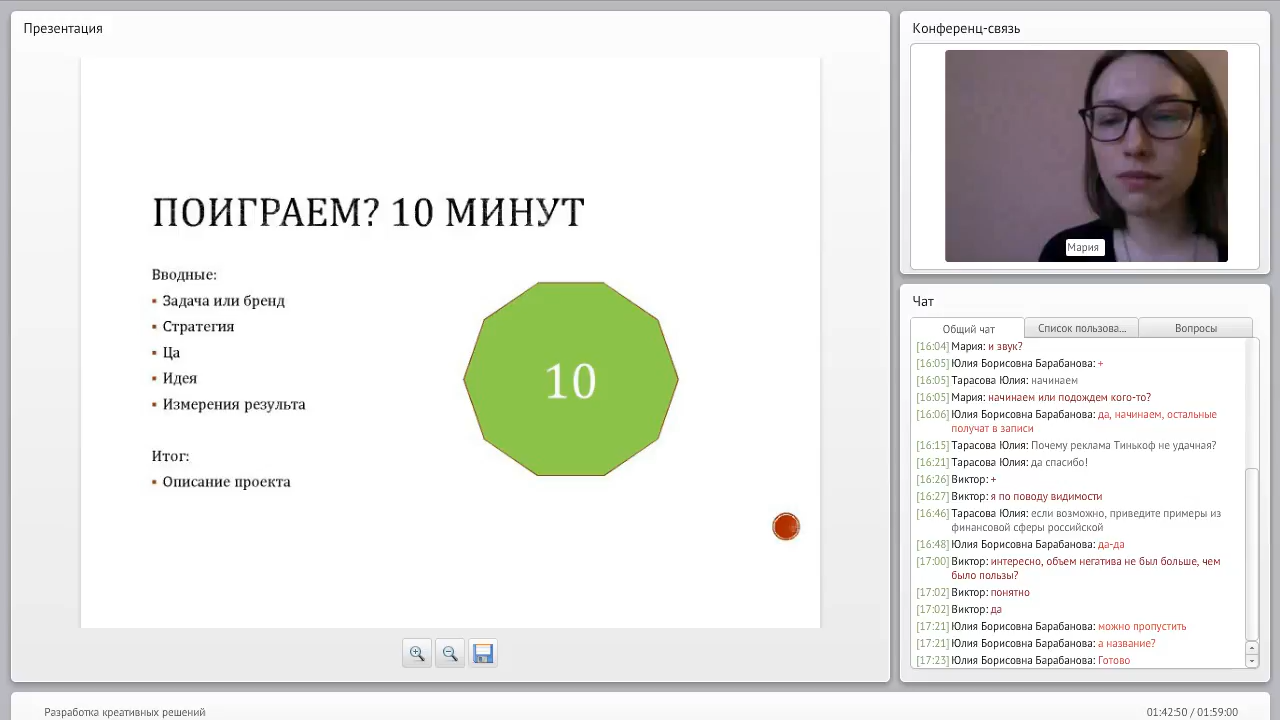 Презентация
ПОИГРАЕМ? 10 МИНУТ
Вводные:
Задача или бренд
Стратегия
Ца
Идея
Измерения результа
Итог:
Описание проекта
10
Конференц-связь
Мария
Чат
Общий чат
Список пользова...
Вопросы
[16:04] Мария: и звук?
[16:05] Юлия Борисовна Барабанова: +
[16:05] Тарасова Юлия: начинаем
[16:05] Мария: начинаем или подождем кого-то?
[16:06] Юлия Борисовна Барабанова: да, начинаем, остальные
получат в записи
[16:15] Тарасова Юлия: Почему реклама Тинькоф не удачная?
[16:21] Тарасова Юлия: да спасибо!
[16:26] Виктор: +
[16:27] Виктор: я по поводу видимости
[16:46] Тарасова Юлия: если возможно, приведите примеры из
финансовой сферы российской
[16:48] Юлия Борисовна Барабанова: да-да
[17:00] Виктор: интересно, объем негатива не был больше, чем
было пользы?
[17:02] Виктор: понятно
[17:02] Виктор: да
[17:21] Юлия Борисовна Барабанова: можно пропустить
[17:21] Юлия Борисовна Барабанова: а название?
[17:23] Юлия Борисовна Барабанова: Готово
Разработка креативных решений
01:42:50 / 01:59:00